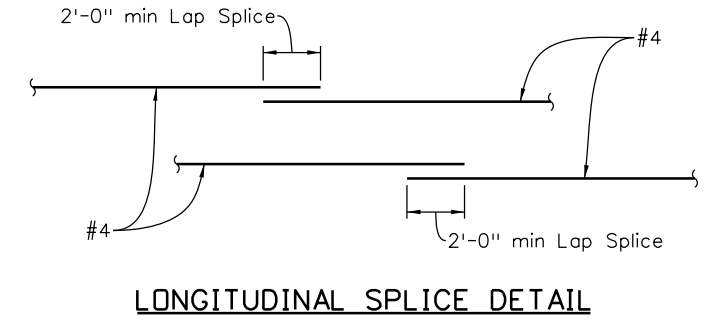 2'-0" min Lap Splice
#4
#4
2'-0" min Lap Splice
LONGITUDINAL SPLICE DETAIL